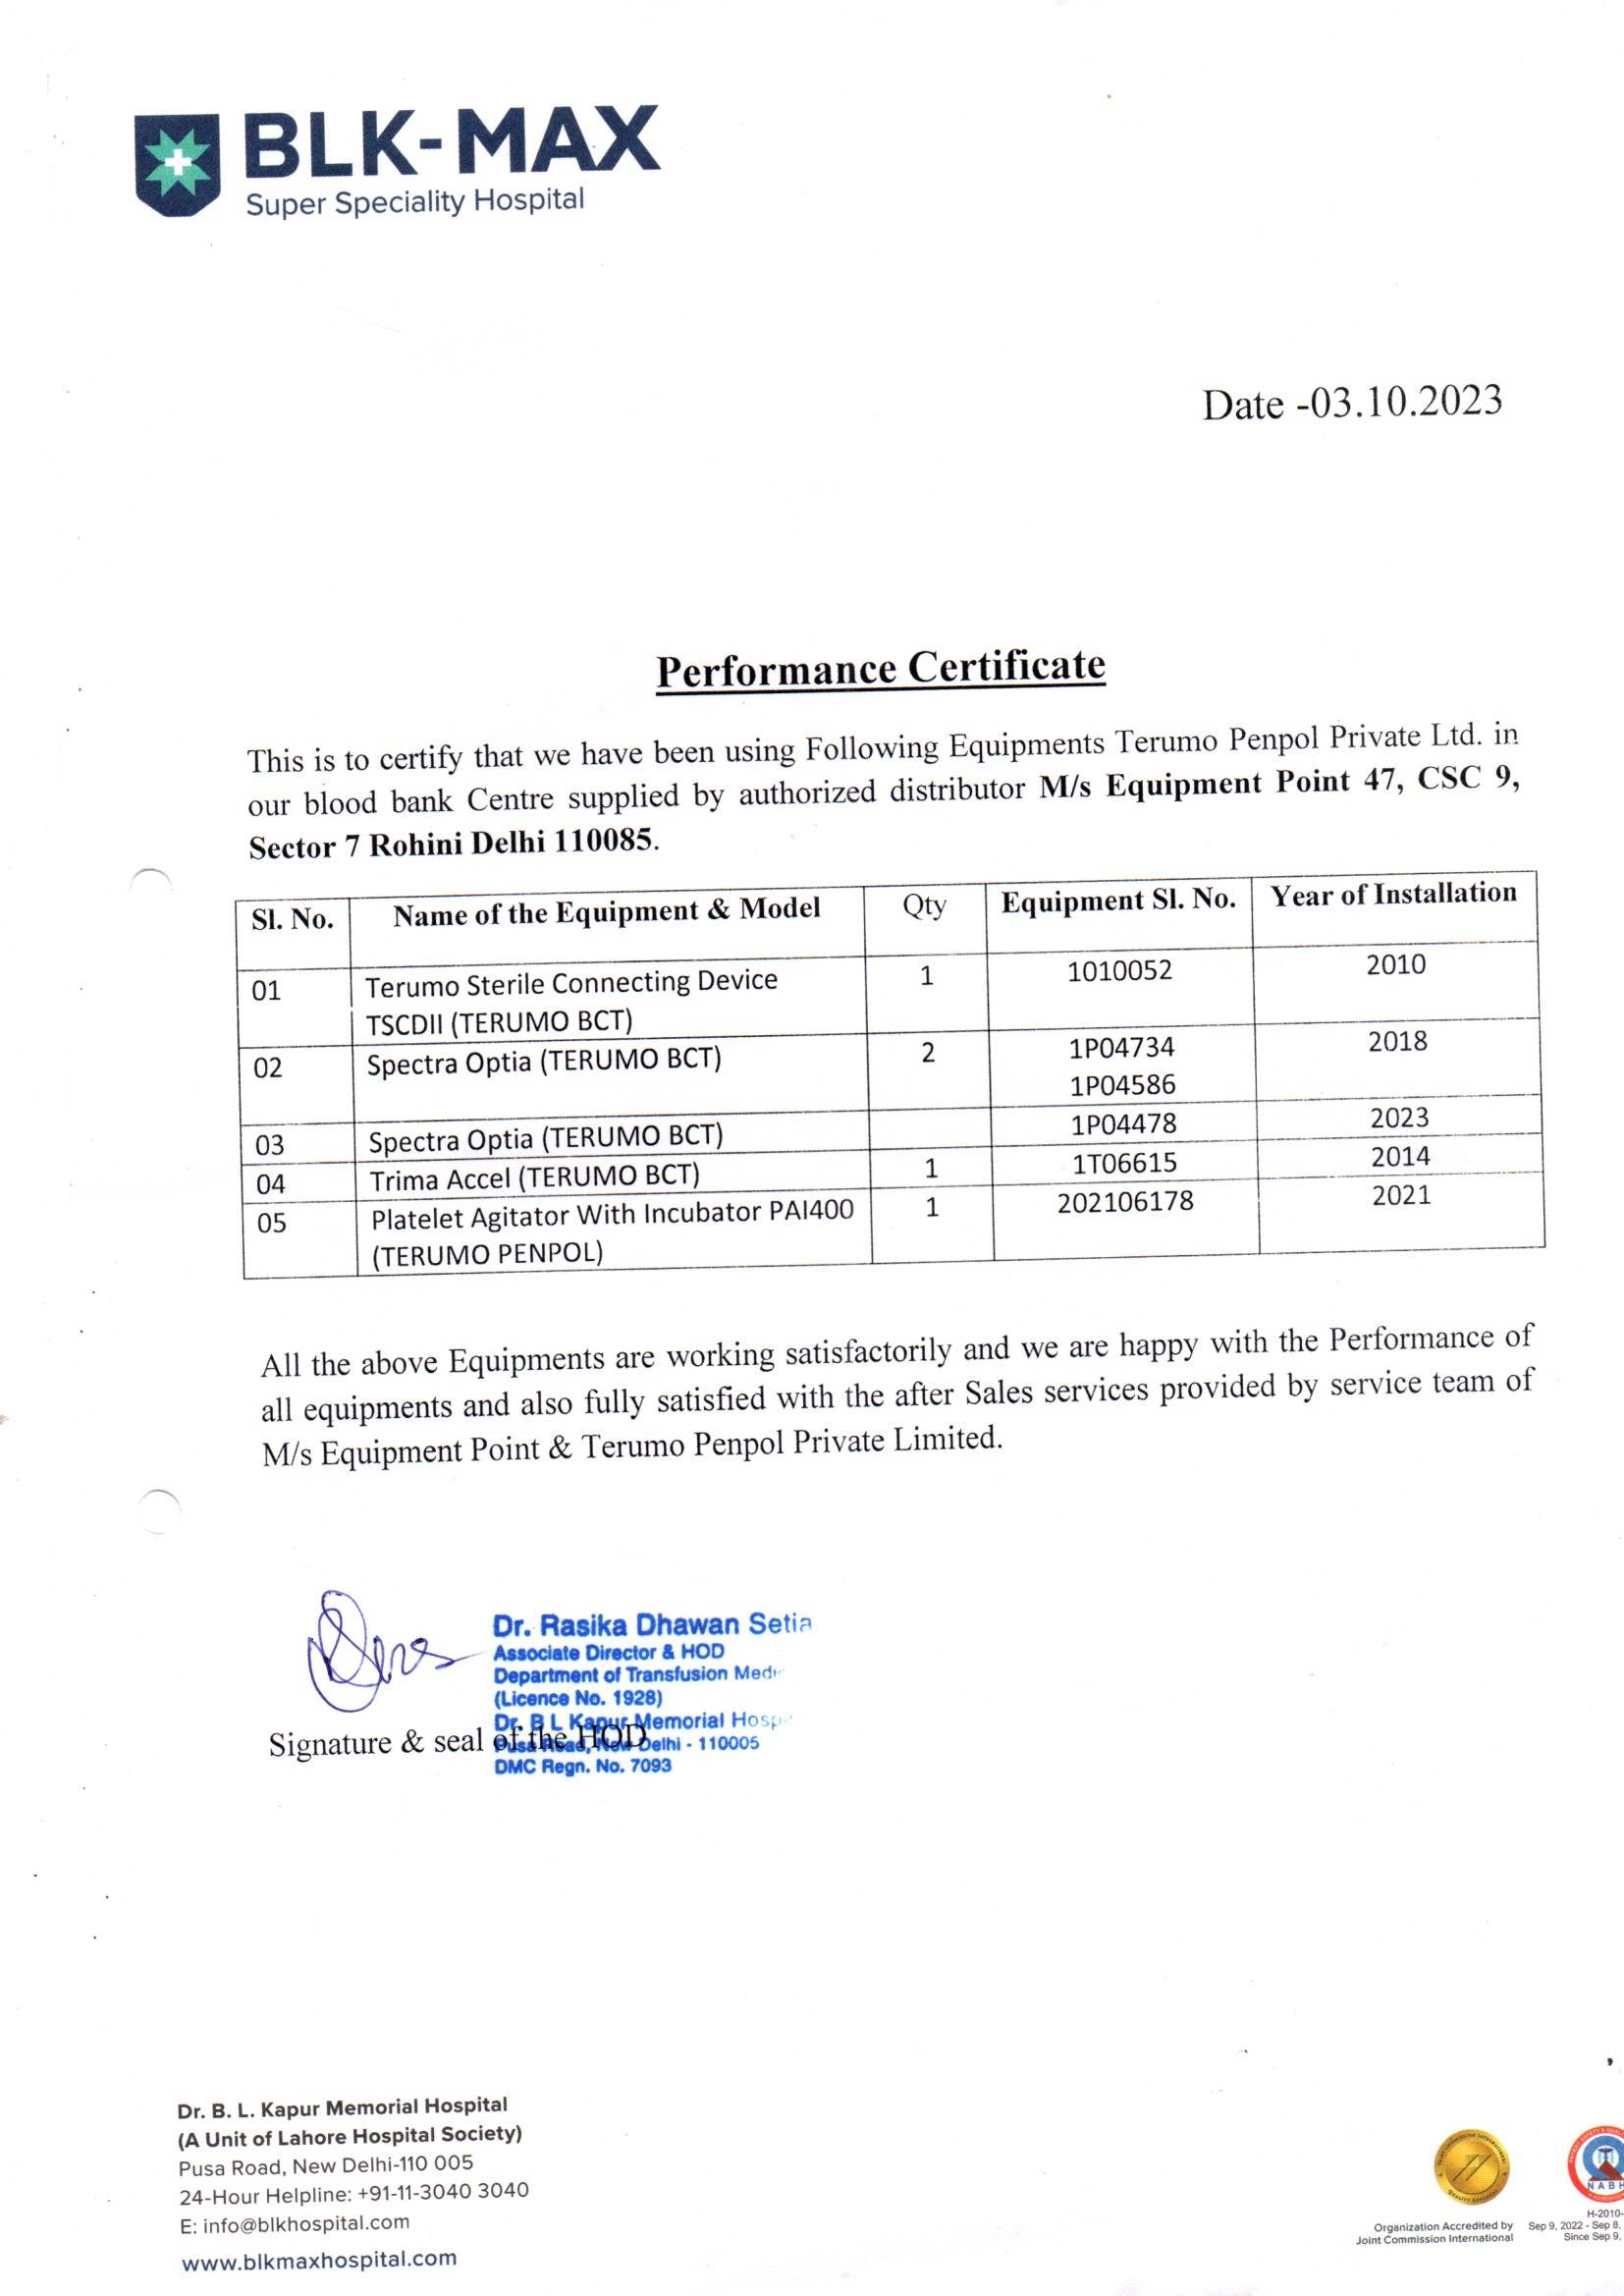 BLK-MAX
Super Speciality Hospital
Date -03.10.2023
Performance Certificate
This is to certify that we have been using Following Equipments Terumo Penpol Private Ltd. in
our blood bank Centre supplied by authorized distributor M/s Equipment Point 47, CSC 9,
Sector 7 Rohini Delhi 110085.
Sl. No. Name of the Equipment & Model Qty Equipment Sl. No. Year of Installation
01 Terumo Sterile Connecting Device 1 1010052 2010
TSCDII (TERUMO BCT)
02 Spectra Optia (TERUMO BCT) 2 1P04734 2018
1P04586
03 Spectra Optia (TERUMO BCT) 1P04478 2023
04 Trima Accel (TERUMO BCT) 1 1T06615 2014
05 Platelet Agitator With Incubator PAI400 1 202106178 2021
(TERUMO PENPOL)
All the above Equipments are working satisfactorily and we are happy with the Performance of
all equipments and also fully satisfied with the after Sales services provided by service team of
M/s Equipment Point & Terumo Penpol Private Limited.
Dr. Rasika Dhawan Setia
Associate Director & HOD
Department of Transfusion Medic
(Licence No. 1928)
Dr. B L Kapur Memorial Hosp
Pusa Road, New Delhi - 110005
DMC Regn. No. 7093
Signature & seal of the HOD
Dr. B. L. Kapur Memorial Hospital
(A Unit of Lahore Hospital Society)
Pusa Road, New Delhi-110 005
24-Hour Helpline: +91-11-3040 3040
E: info@blkhospital.com
www.blkmaxhospital.com
Organization Accredited by
Joint Commission International
NABH
H-2010-
Sep 9, 2022 - Sep 8,
Since Sep 9,